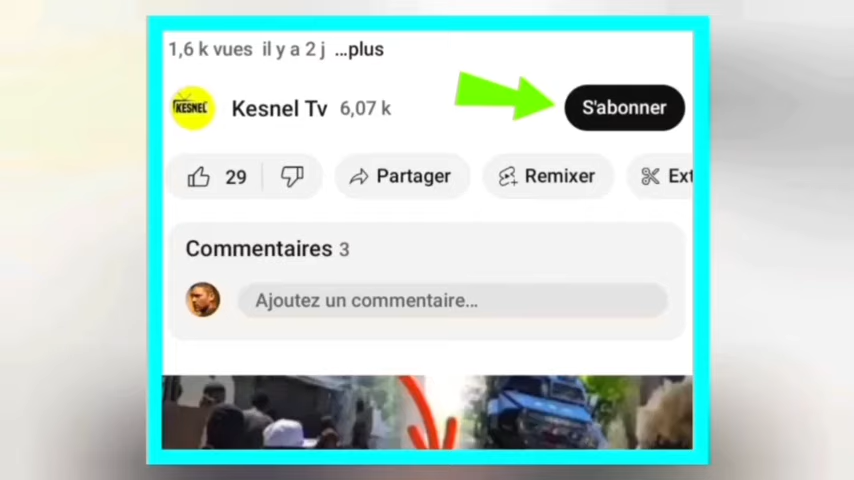 1,6 k vues il y a 2 j ...plus
KESNEL
Kesnel Tv 6,07 k
S'abonner
29
Partager
Remixer
Ext
Commentaires 3
Ajoutez un commentaire...